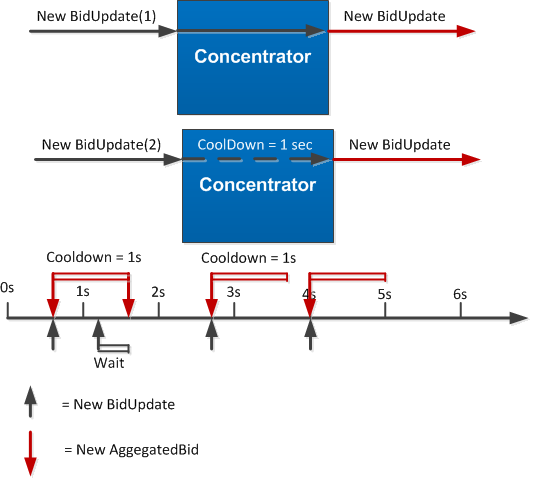 New BidUpdate(1)
New BidUpdate
Concentrator
New BidUpdate(2)
CoolDown = 1 sec
New BidUpdate
Concentrator
Cooldown = 1s
Cooldown = 1s
0s
1s
2s
3s
4s
5s
6s
Wait
= New BidUpdate
= New AggegatedBid